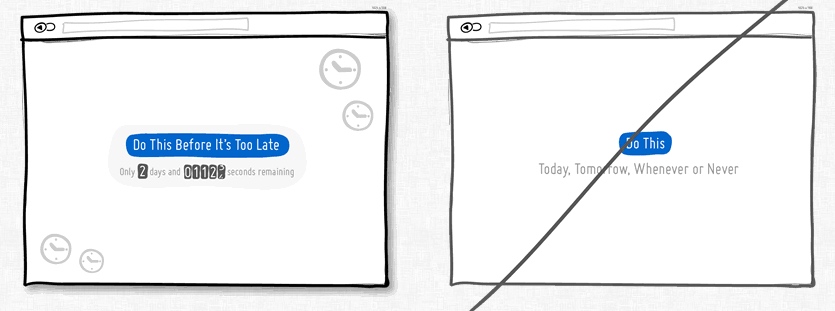 Do This Before It's Too Late
Only 2 days and 0112 seconds remaining
Do This
Today, Tomorrow, Whenever or Never